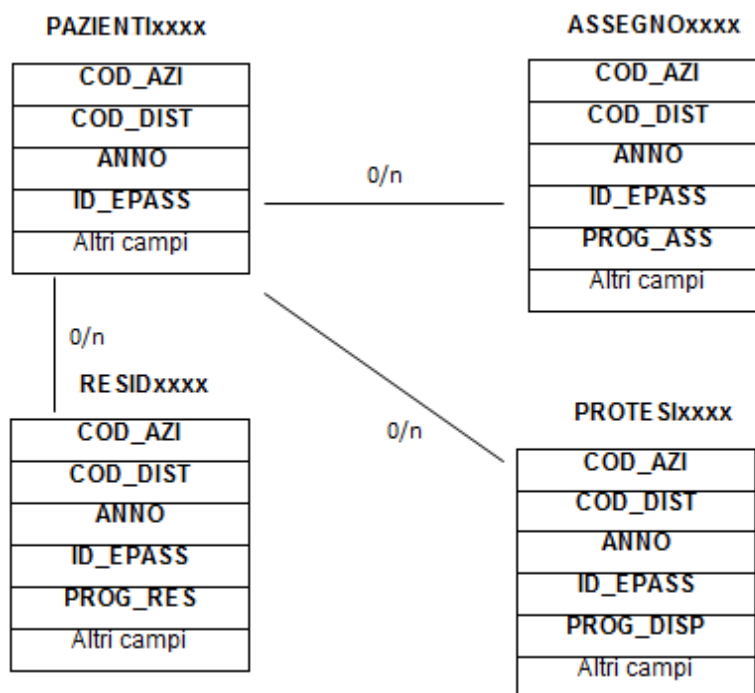 PAZIENTIxxxx
COD_AZI
COD_DIST
ANNO
ID_EPASS
Altri campi
0/n
ASSEGNOxxxx
COD_AZI
COD_DIST
ANNO
ID_EPASS
PROG_ASS
Altri campi
0/n
RESIDxxxx
COD_AZI
COD_DIST
ANNO
ID_EPASS
PROG_RES
Altri campi
0/n
PROTESIxxxx
COD_AZI
COD_DIST
ANNO
ID_EPASS
PROG_DISP
Altri campi